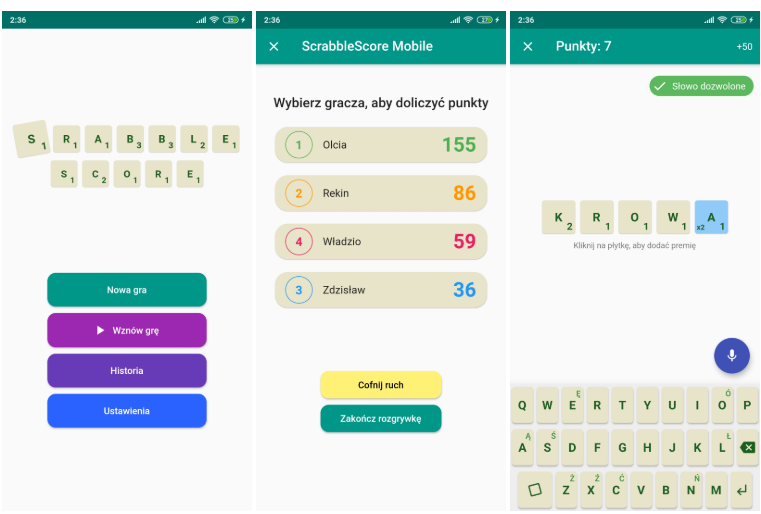 2:36
S 1 R 1 A 1 B 3 B 3 L 2 E 1
S 1 C 2 O 1 R 1 E 1
Nowa gra
Wznów grę
Historia
Ustawienia
2:36
ScrabbleScore Mobile
Wybierz gracza, aby doliczyć punkty
1 Olcia 155
2 Rekin 86
4 Władzio 59
3 Zdzisław 36
Cofnij ruch
Zakończ rozgrywkę
2:36
Punkty: 7 +50
Słowo dozwolone
K 2 R 1 O 1 W 1 A x2 1
Kliknij na płytkę, aby dodać premię
Q W E Ę R T Y U I O Ó P
A Ą S Ś D F G H J K L Ł
Z Ż X Ź C Ć V B N Ń M